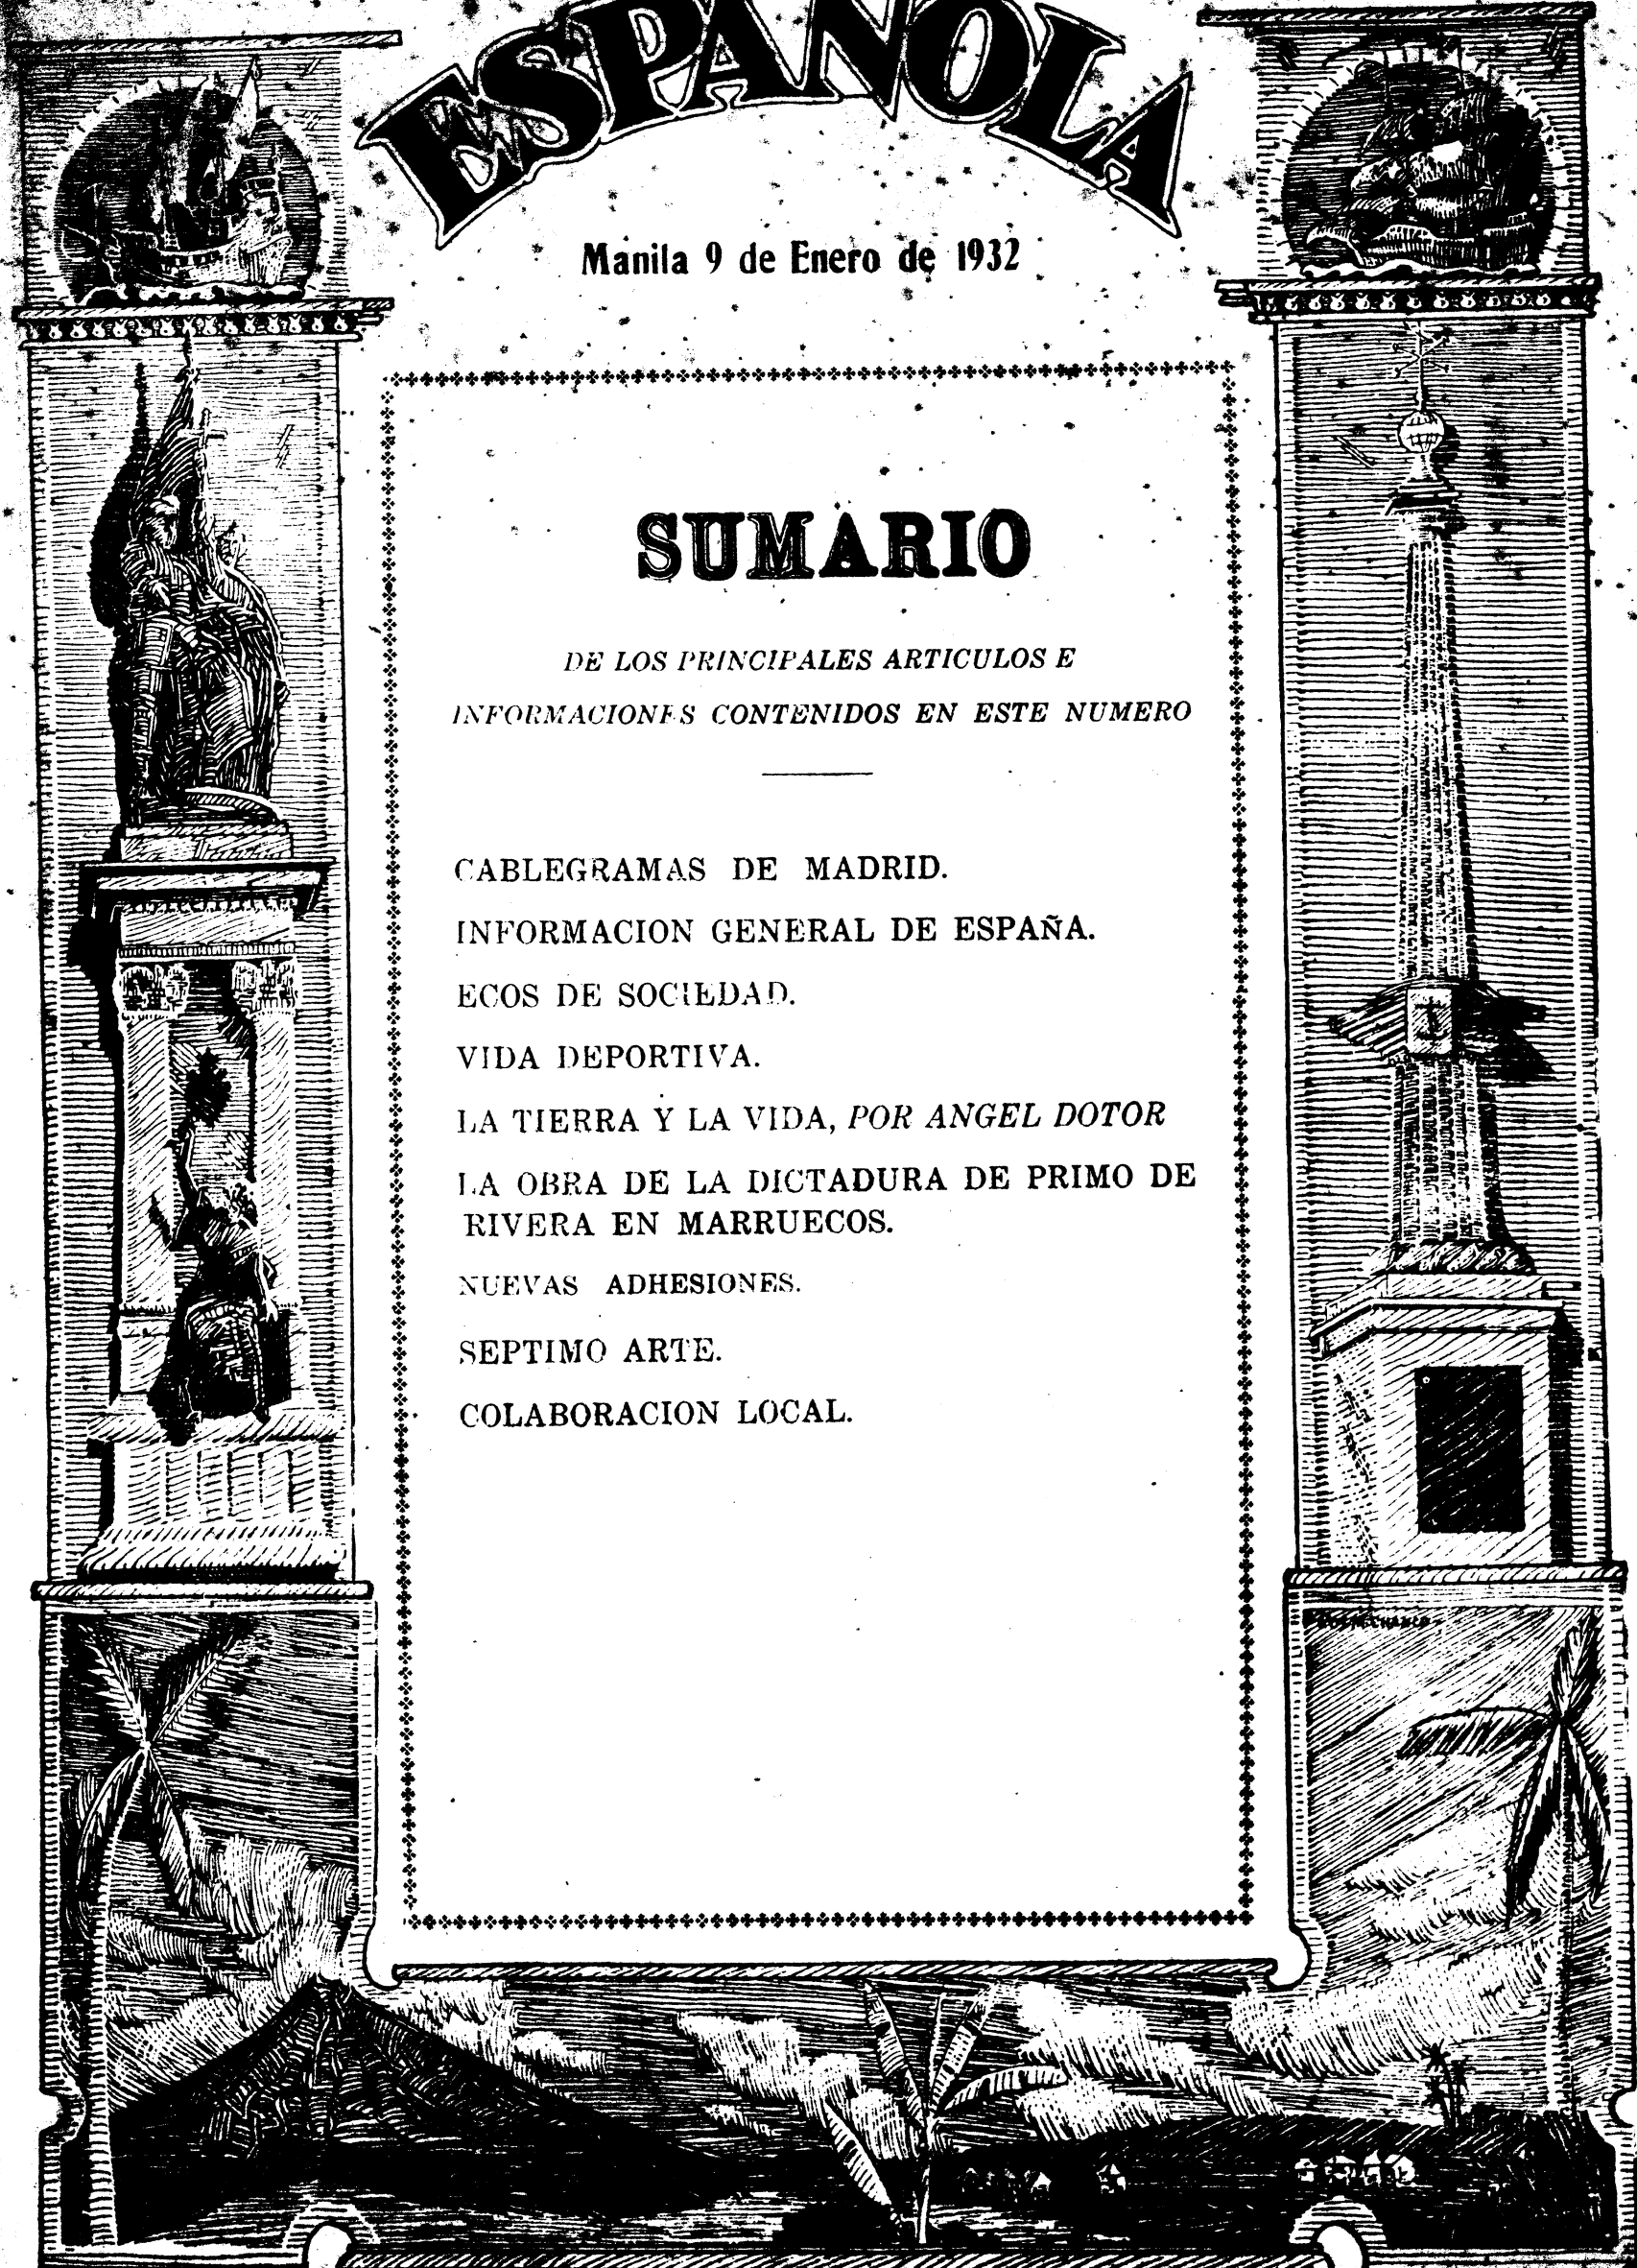 ESPAÑOLA
Manila 9 de Enero de 1932
SUMARIO
DE LOS PRINCIPALES ARTICULOS E
INFORMACIONES CONTENIDOS EN ESTE NUMERO
CABLEGRAMAS DE MADRID.
INFORMACION GENERAL DE ESPAÑA.
ECOS DE SOCIEDAD.
VIDA DEPORTIVA.
LA TIERRA Y LA VIDA, POR ANGEL DOTOR
LA OBRA DE LA DICTADURA DE PRIMO DE
RIVERA EN MARRUECOS.
NUEVAS ADHESIONES.
SEPTIMO ARTE.
COLABORACION LOCAL.